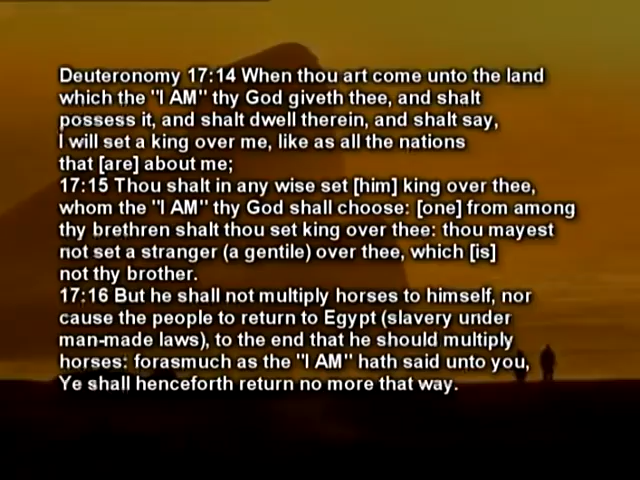 Deuteronomy 17:14 When thou art come unto the land
which the "I AM" thy God giveth thee, and shalt
possess it, and shalt dwell therein, and shalt say,
I will set a king over me, like as all the nations
that [are] about me;
17:15 Thou shalt in any wise set [him] king over thee,
whom the "I AM" thy God shall choose: [one] from among
thy brethren shalt thou set king over thee: thou mayest
not set a stranger (a gentile) over thee, which [is]
not thy brother.
17:16 But he shall not multiply horses to himself, nor
cause the people to return to Egypt (slavery under
man-made laws), to the end that he should multiply
horses: forasmuch as the "I AM" hath said unto you,
Ye shall henceforth return no more that way.